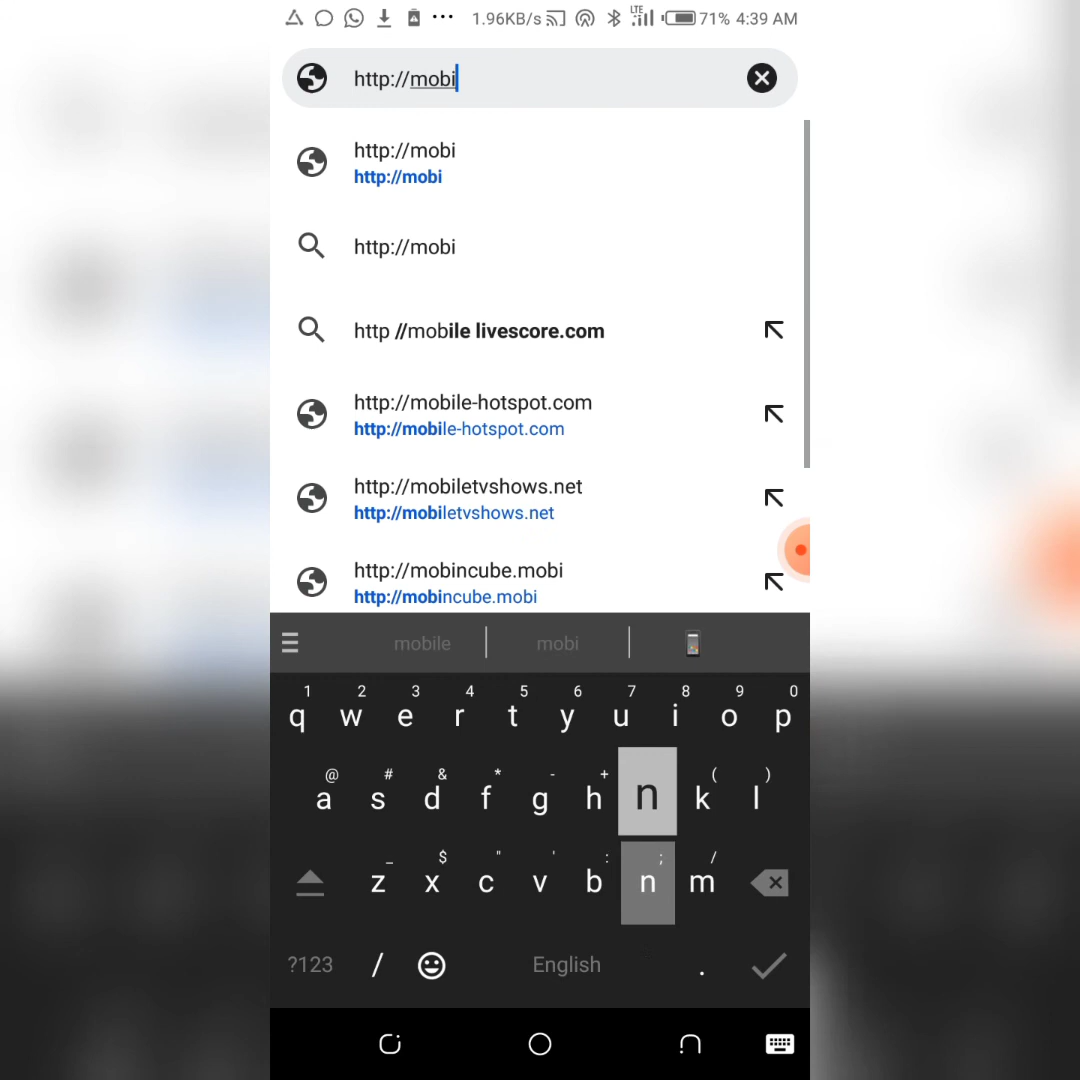 1.96KB/s LTE 71% 4:39 AM
http://mobi
http://mobi
http://mobi
http://mobi
http //mobile livescore.com
http://mobile-hotspot.com
http://mobile-hotspot.com
http://mobiletvshows.net
http://mobiletvshows.net
http://mobincube.mobi
http://mobincube.mobi
mobile mobi
1 2 3 4 5 6 7 8 9 0
q w e r t y u i o p
@ # & * - + ( )
a s d f g h n k l
_ $ " ' : ; /
z x c v b n m
?123 / English .